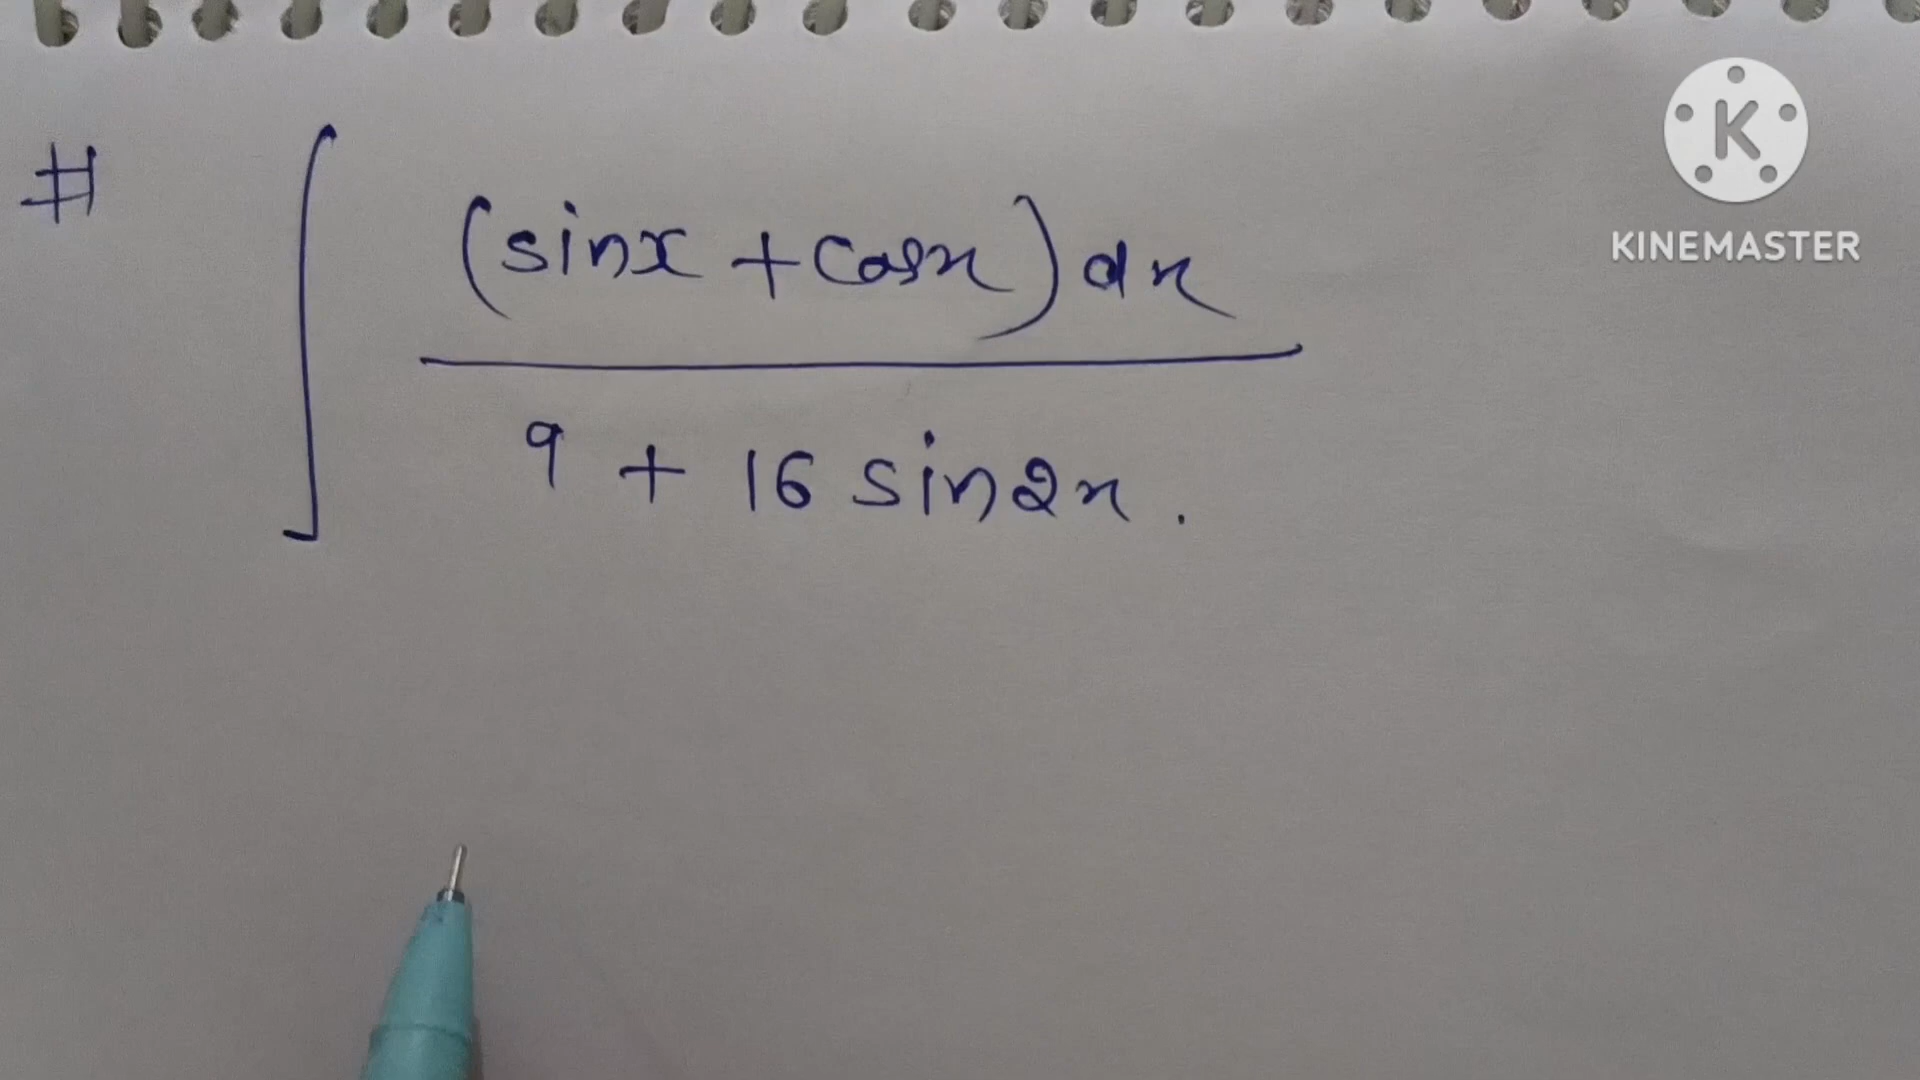 # ∫ (sinx + cosx) dx
9 + 16 sin2x.
K
KINEMASTER